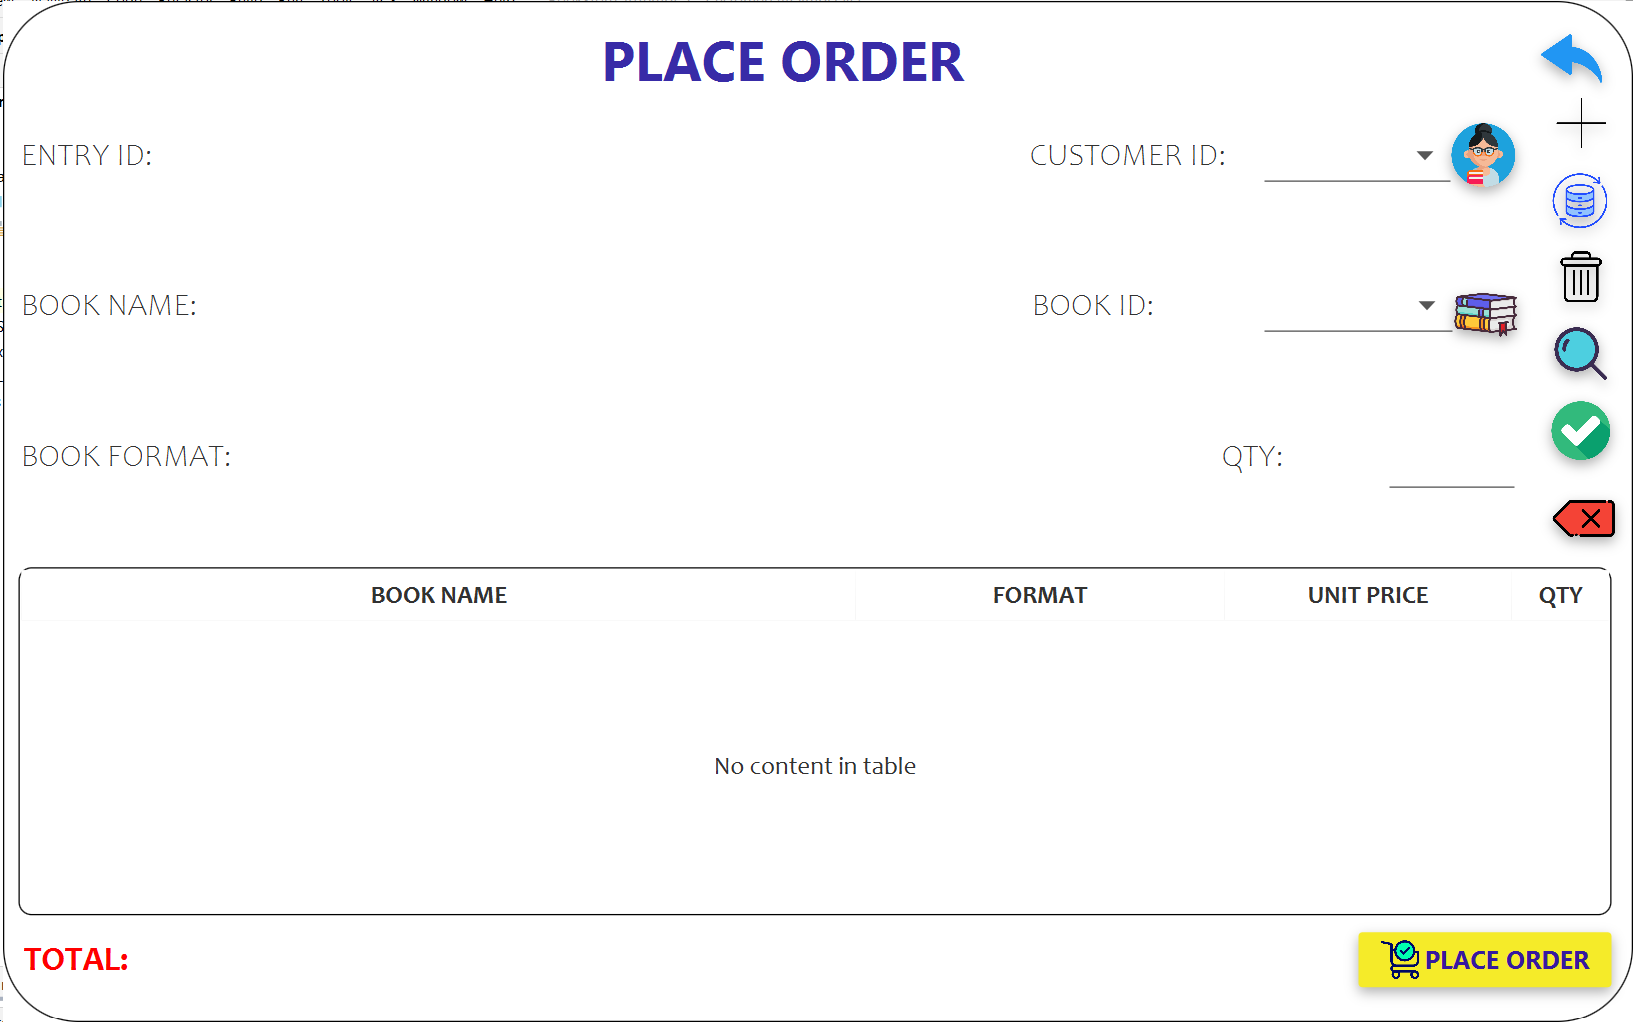 PLACE ORDER
ENTRY ID:
CUSTOMER ID:
BOOK NAME:
BOOK ID:
BOOK FORMAT:
QTY:
BOOK NAME FORMAT UNIT PRICE QTY
No content in table
TOTAL:
PLACE ORDER